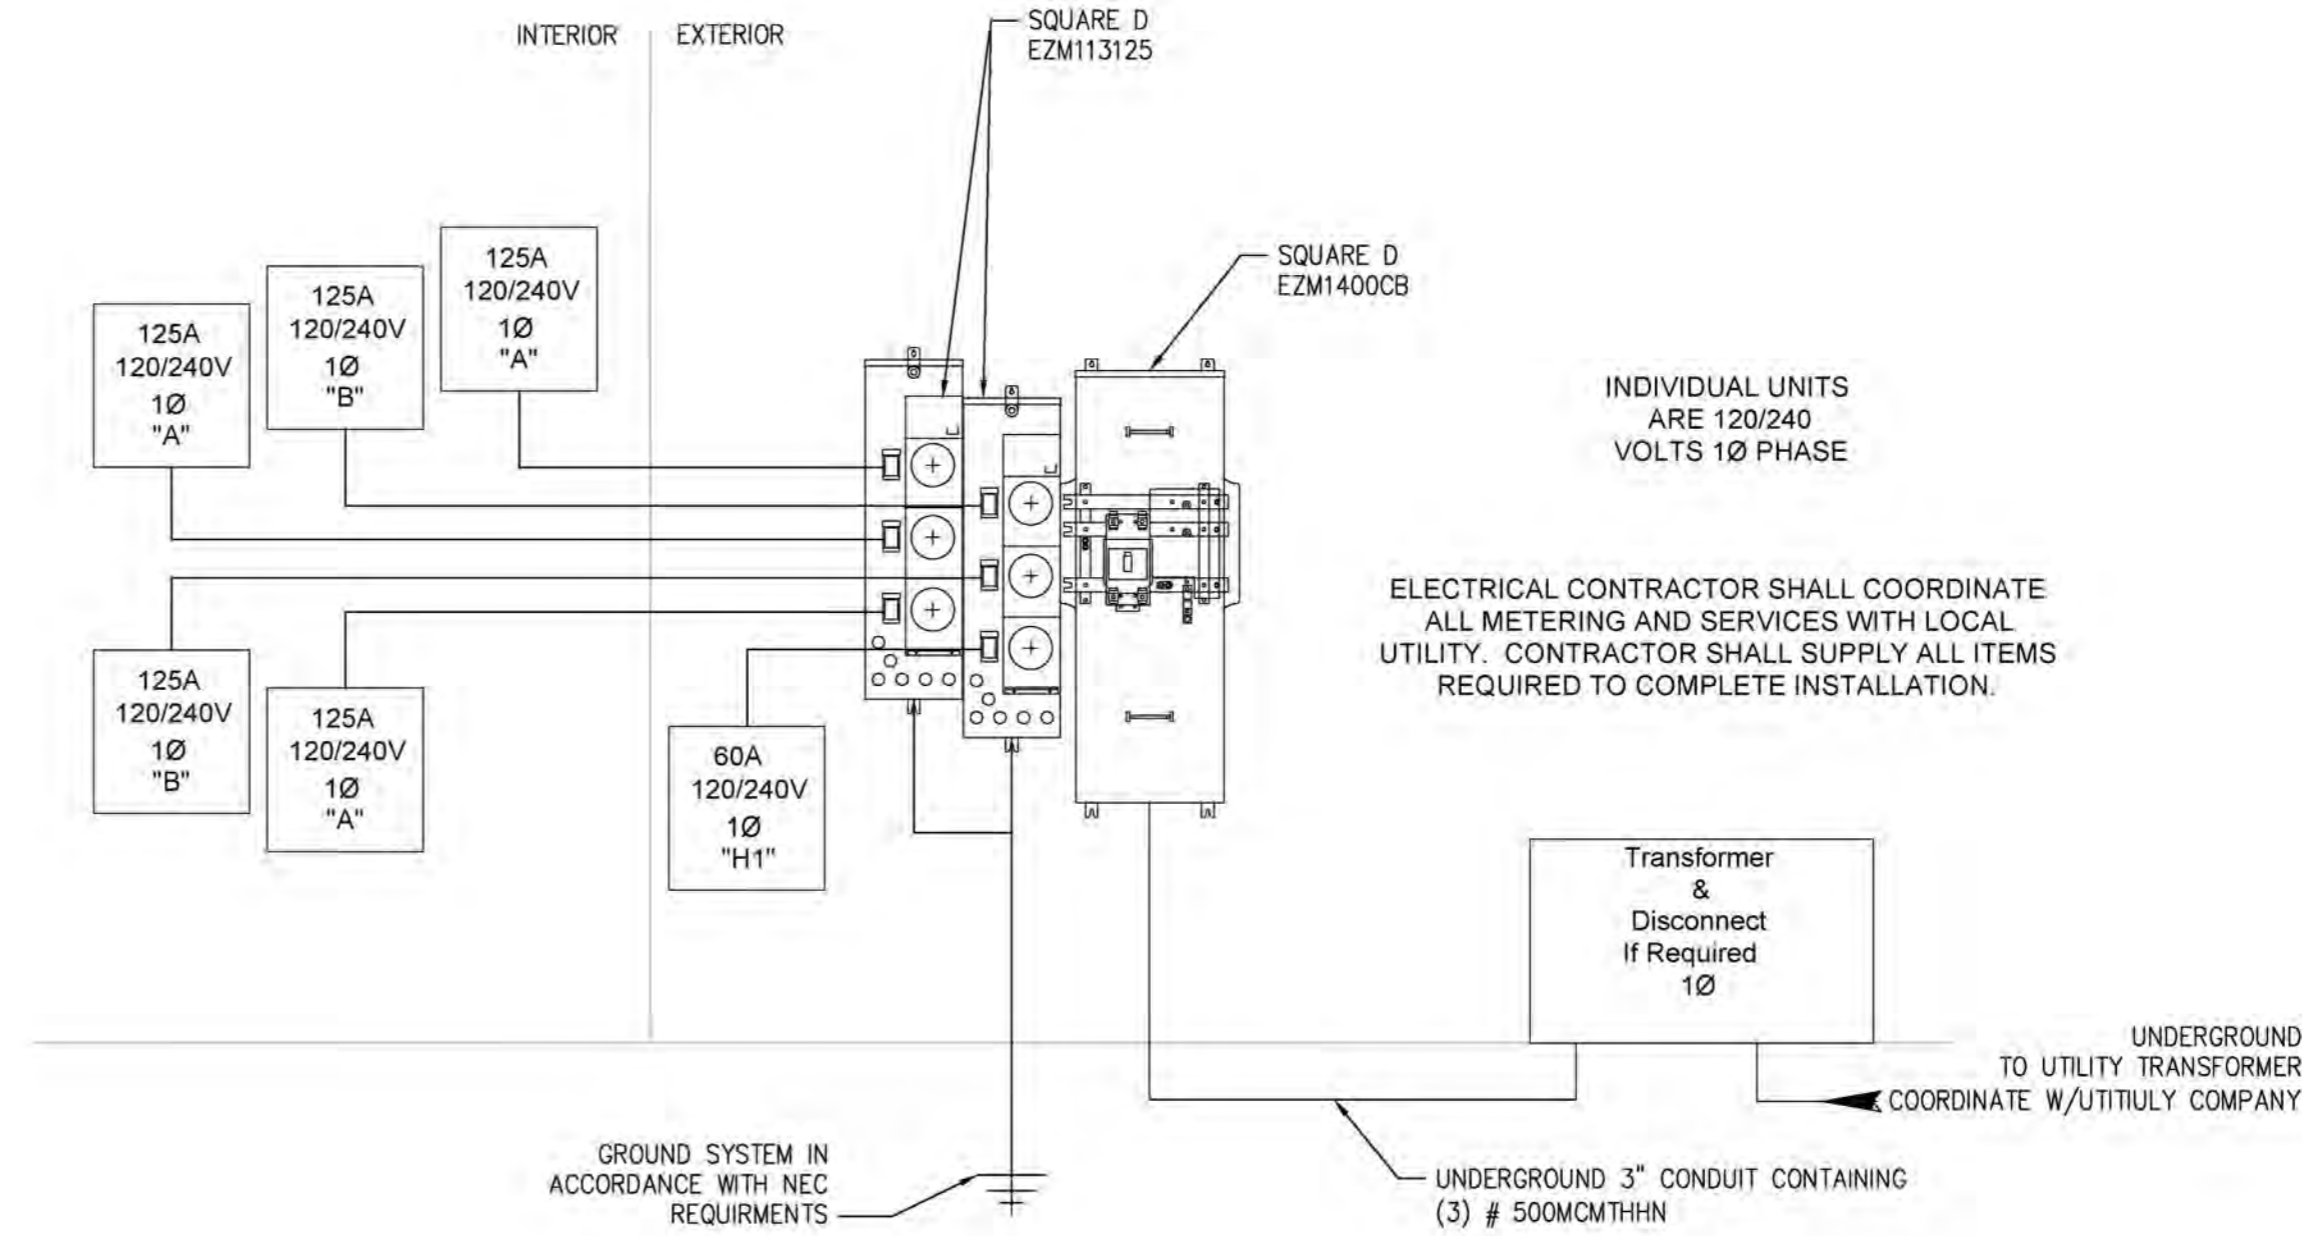 INTERIOR
EXTERIOR
SQUARE D
EZM113125
SQUARE D
EZM1400CB
125A
120/240V
1Ø
"A"
125A
120/240V
1Ø
"B"
125A
120/240V
1Ø
"A"
INDIVIDUAL UNITS
ARE 120/240
VOLTS 1Ø PHASE
ELECTRICAL CONTRACTOR SHALL COORDINATE
ALL METERING AND SERVICES WITH LOCAL
UTILITY. CONTRACTOR SHALL SUPPLY ALL ITEMS
REQUIRED TO COMPLETE INSTALLATION.
125A
120/240V
1Ø
"B"
125A
120/240V
1Ø
"A"
60A
120/240V
1Ø
"H1"
Transformer
&
Disconnect
If Required
1Ø
UNDERGROUND
TO UTILITY TRANSFORMER
COORDINATE W/UTITIULY COMPANY
GROUND SYSTEM IN
ACCORDANCE WITH NEC
REQUIRMENTS
UNDERGROUND 3" CONDUIT CONTAINING
(3) # 500MCMTHHN